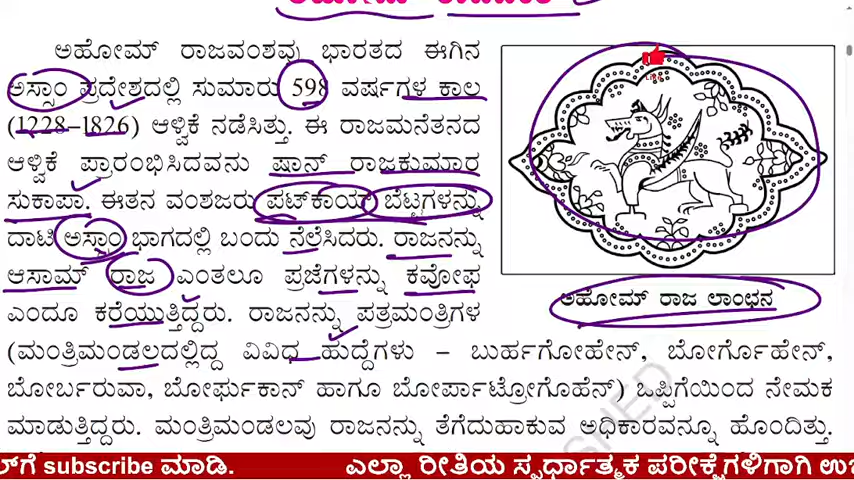 ಅಹೋಮ್ ರಾಜವಂಶವು ಭಾರತದ ಈಗಿನ
ಅಸ್ಸಾಂ ಪ್ರದೇಶದಲ್ಲಿ ಸುಮಾರು 598 ವರ್ಷಗಳ ಕಾಲ
(1228–1826) ಆಳ್ವಿಕೆ ನಡೆಸಿತ್ತು. ಈ ರಾಜಮನೆತನದ
ಆಳ್ವಿಕೆ ಪ್ರಾರಂಭಿಸಿದವನು ಷಾನ್ ರಾಜಕುಮಾರ
ಸುಕಾಪಾ. ಈತನ ವಂಶಜರು ಪಟ್‌ಕಾಯ್ ಬೆಟ್ಟಗಳನ್ನು
ದಾಟಿ ಅಸ್ಸಾಂ ಭಾಗದಲ್ಲಿ ಬಂದು ನೆಲೆಸಿದರು. ರಾಜನನ್ನು
ಆಸಾಮ್ ರಾಜ ಎಂತಲೂ ಪ್ರಜೆಗಳನ್ನು ಕವೋಫ
ಎಂದೂ ಕರೆಯುತ್ತಿದ್ದರು. ರಾಜನನ್ನು ಪತ್ರಮಂತ್ರಿಗಳ
ಅಹೋಮ್ ರಾಜ ಲಾಂಛನ
(ಮಂತ್ರಿಮಂಡಲದಲ್ಲಿದ್ದ ವಿವಿಧ ಹುದ್ದೆಗಳು – ಬುರ್ಹಗೋಹೇನ್, ಬೋರ್ಗೊಹೇನ್,
ಬೋರ್ಬರುವಾ, ಬೋರ್ಘುಕಾನ್ ಹಾಗೂ ಬೋರ್ಪಾಟ್ರೋಗೊಹೆನ್) ಒಪ್ಪಿಗೆಯಿಂದ ನೇಮಕ
ಮಾಡುತ್ತಿದ್ದರು. ಮಂತ್ರಿಮಂಡಲವು ರಾಜನನ್ನು ತೆಗೆದುಹಾಕುವ ಅಧಿಕಾರವನ್ನೂ ಹೊಂದಿತ್ತು.
subscribe ಮಾಡಿ. ಎಲ್ಲಾ ರೀತಿಯ ಸ್ಪರ್ಧಾತ್ಮಕ ಪರೀಕ್ಷೆಗಳಿಗಾಗಿ